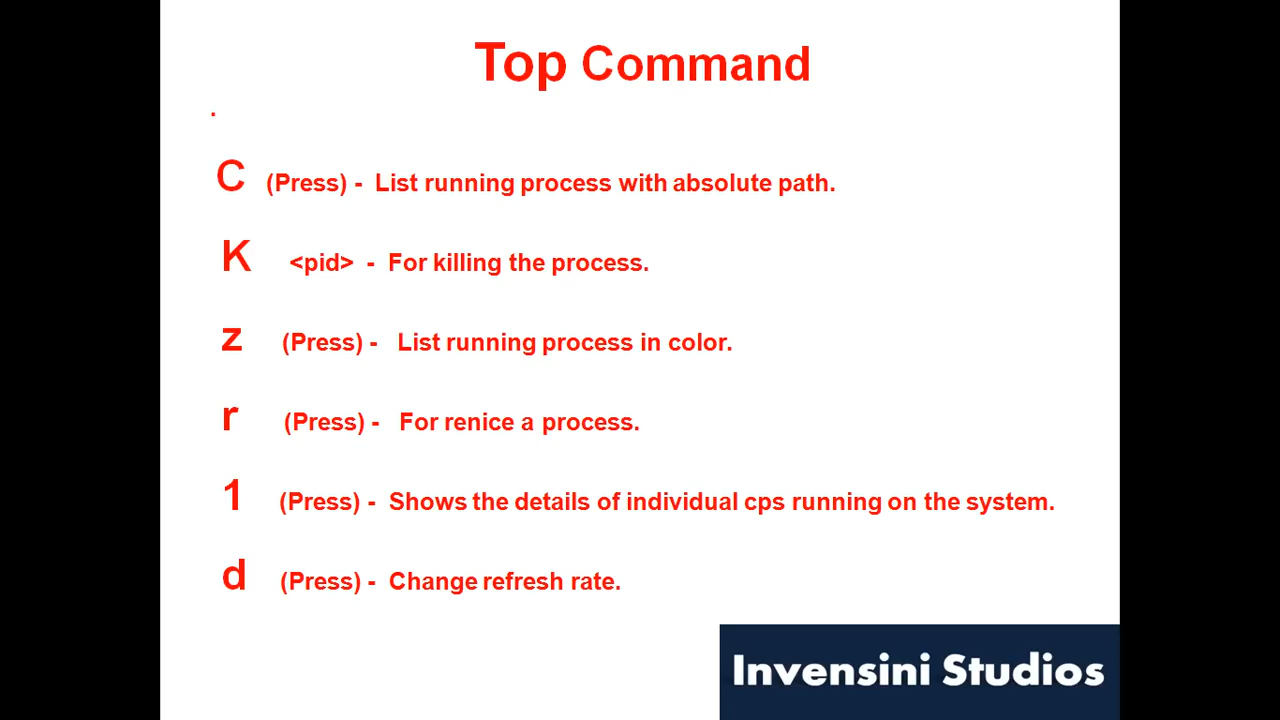 Top Command
.
C (Press) - List running process with absolute path.
K <pid> - For killing the process.
z (Press) - List running process in color.
r (Press) - For renice a process.
1 (Press) - Shows the details of individual cps running on the system.
d (Press) - Change refresh rate.
Invensini Studios